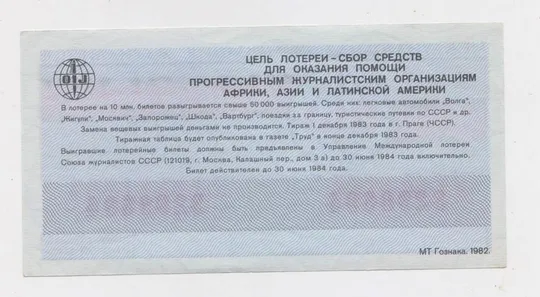 ЦЕЛЬ ЛОТЕРЕИ – СБОР СРЕДСТВ
ДЛЯ ОКАЗАНИЯ ПОМОЩИ
ПРОГРЕССИВНЫМ ЖУРНАЛИСТСКИМ ОРГАНИЗАЦИЯМ
АФРИКИ, АЗИИ И ЛАТИНСКОЙ АМЕРИКИ
OIJ
В лотерее на 10 млн. билетов разыгрывается свыше 50 000 выигрышей. Среди них: легковые автомобили „Волга",
„Жигули", „Москвич", „Запорожец", „Шкода", „Вартбург", поездки за границу, туристические путевки по СССР и др.
Замена вещевых выигрышей деньгами не производится. Тираж 1 декабря 1983 года в г. Праге (ЧССР).
Тиражная таблица будет опубликована в газете „Труд" в конце декабря 1983 года.
Выигравшие лотерейные билеты должны быть предъявлены в Управление Международной лотереи
Союза журналистов СССР (121019, г. Москва, Калашный пер., дом 3 а) до 30 июня 1984 года включительно.
Билет действителен до 30 июня 1984 года.
МТ Гознака. 1982.